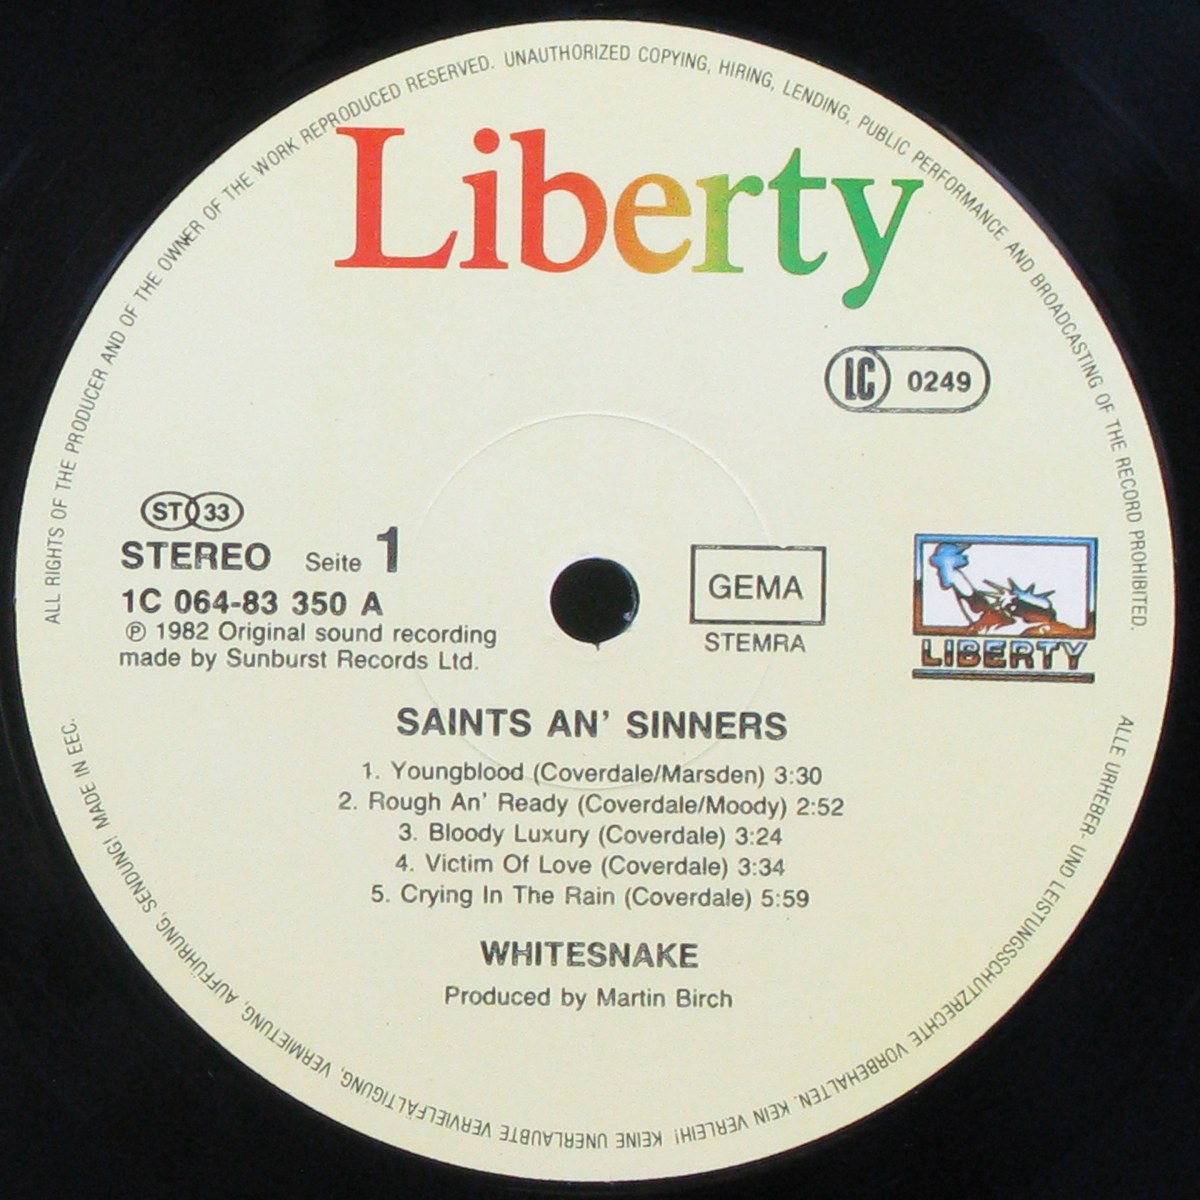 ALL RIGHTS OF THE PRODUCER AND OF THE OWNER OF THE WORK REPRODUCED RESERVED. UNAUTHORIZED COPYING, HIRING, LENDING, PUBLIC PERFORMANCE AND BROADCASTING OF THE RECORD PROHIBITED.
Liberty
LC 0249
ST 33
STEREO Seite 1
1C 064-83 350 A
℗ 1982 Original sound recording
made by Sunburst Records Ltd.
GEMA
STEMRA
LIBERTY
SAINTS AN' SINNERS
1. Youngblood (Coverdale/Marsden) 3:30
2. Rough An' Ready (Coverdale/Moody) 2:52
3. Bloody Luxury (Coverdale) 3:24
4. Victim Of Love (Coverdale) 3:34
5. Crying In The Rain (Coverdale) 5:59
WHITESNAKE
Produced by Martin Birch
ALLE URHEBER- UND LEISTUNGSSCHUTZRECHTE VORBEHALTEN. KEIN VERLEIH! KEINE UNERLAUBTE VERVIELFÄLTIGUNG, VERMIETUNG, AUFFÜHRUNG, SENDUNG! MADE IN EEC.